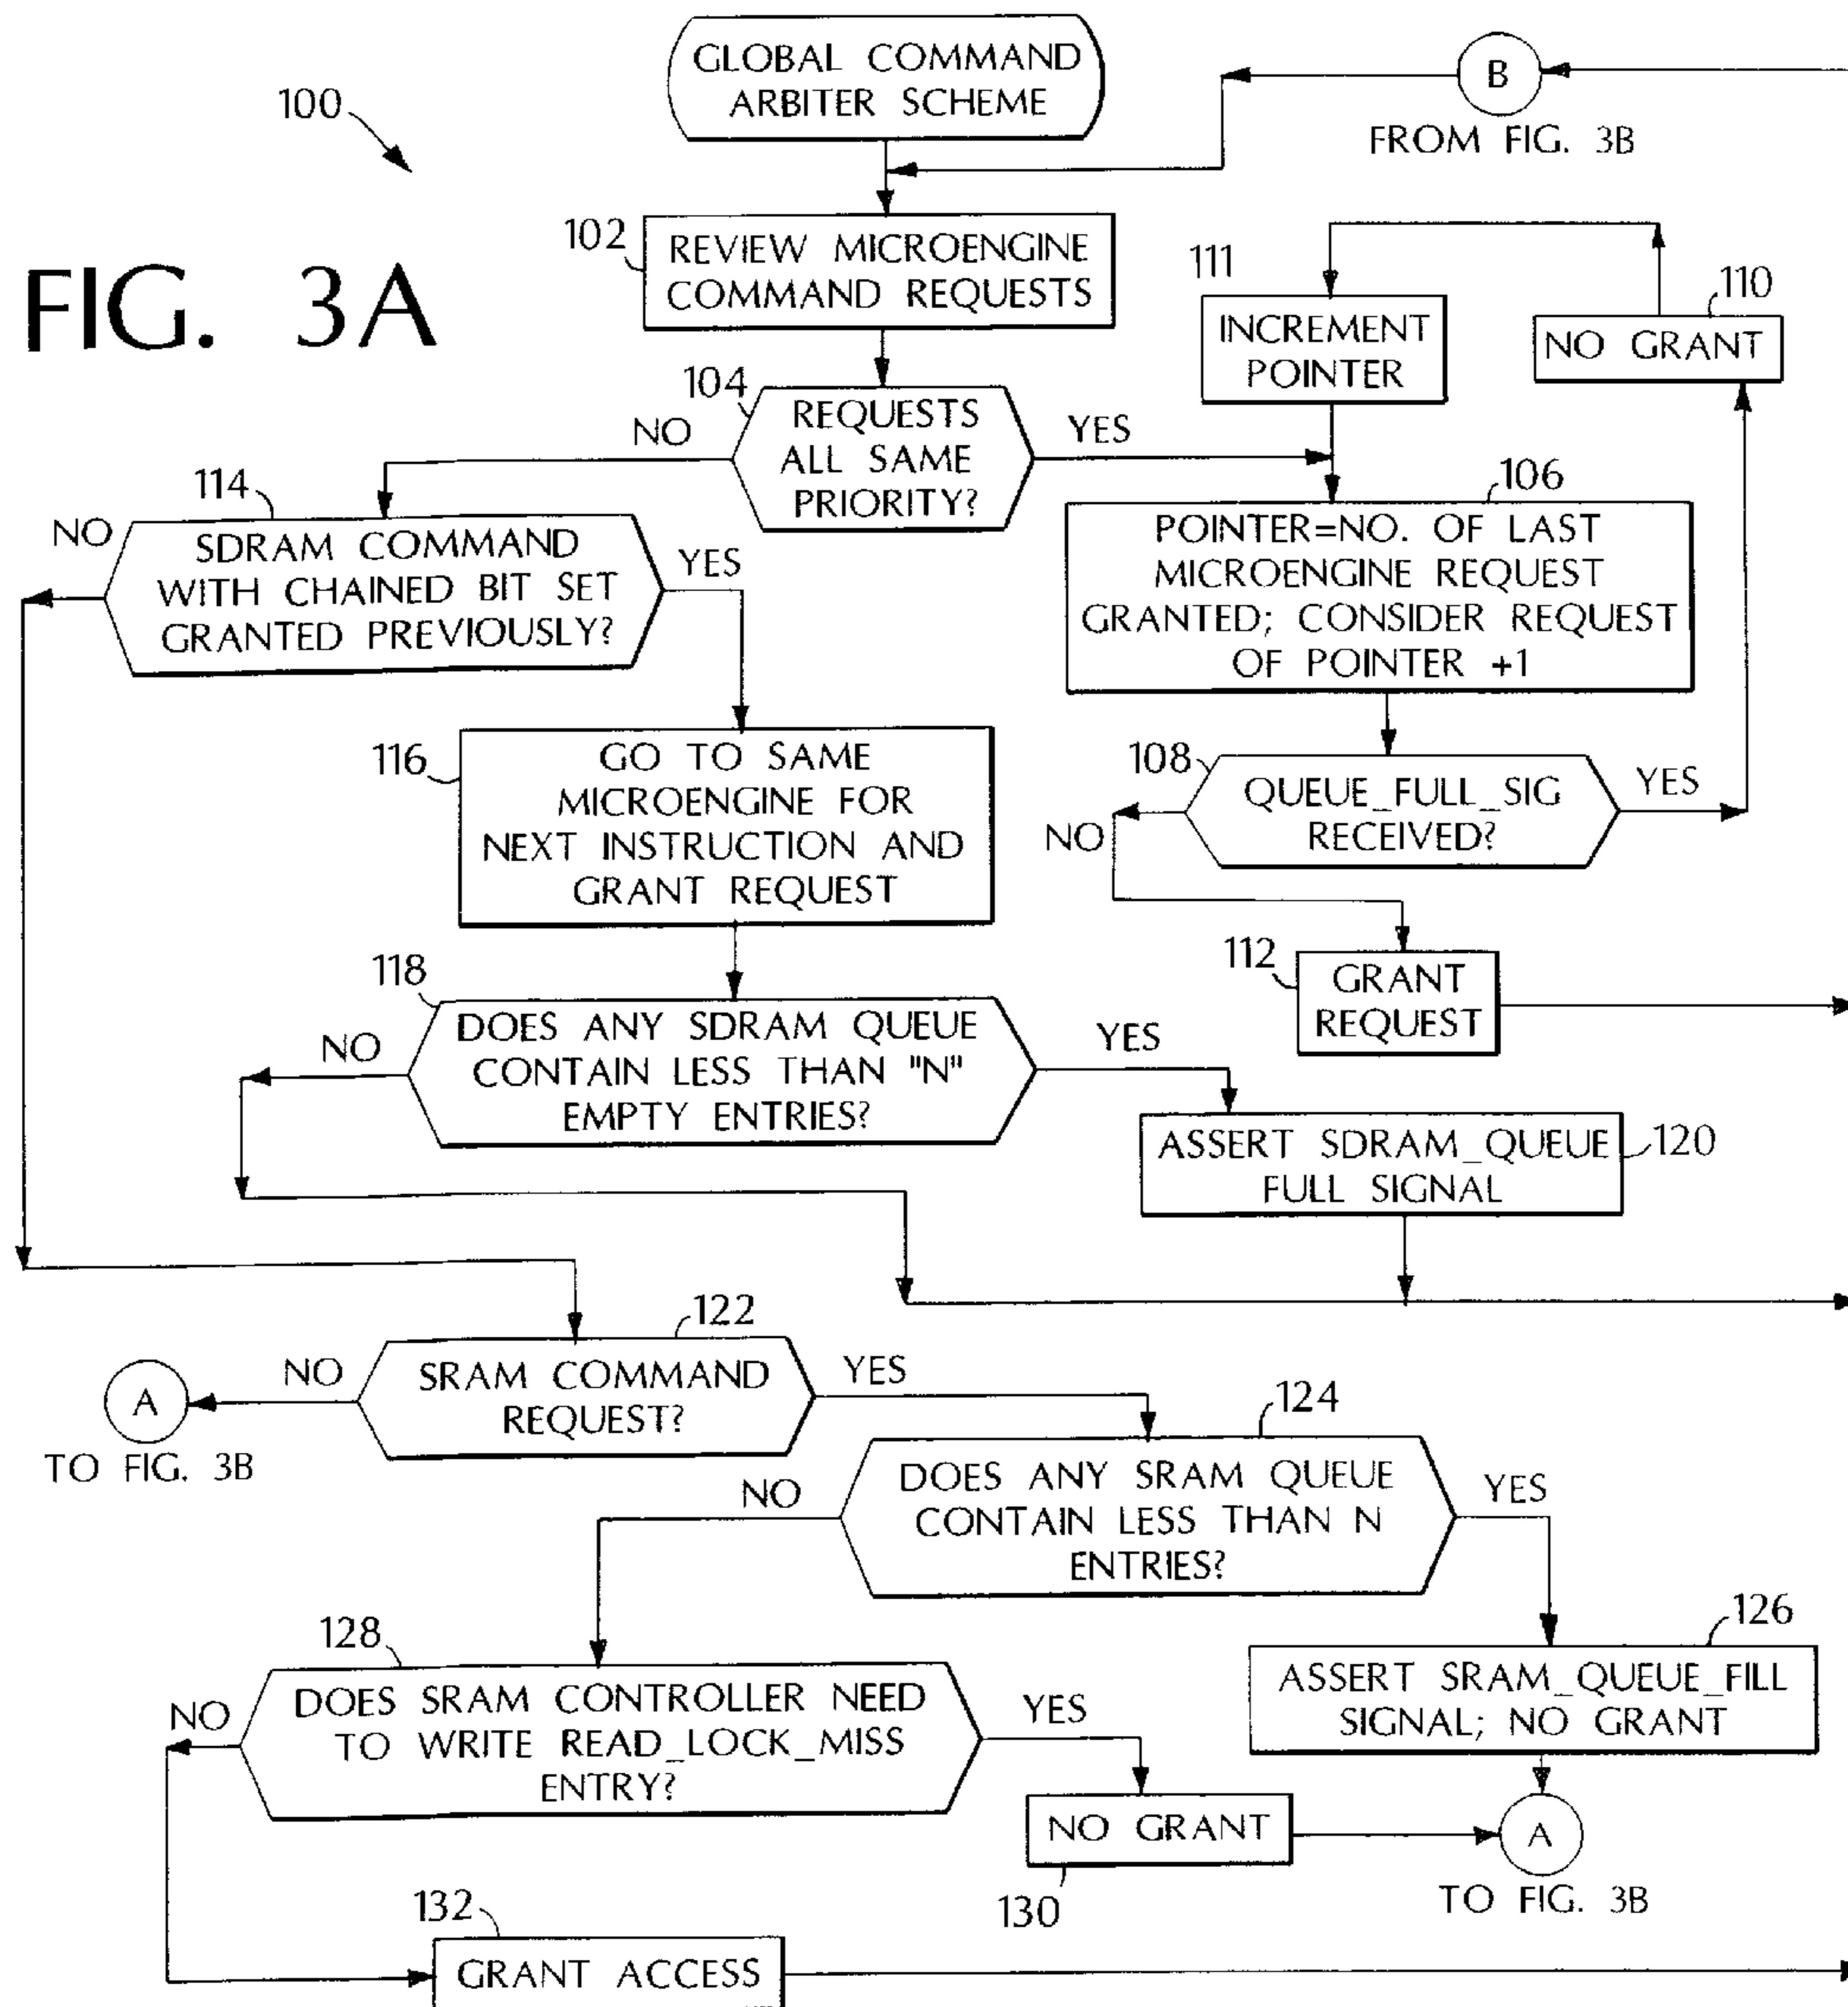 GLOBAL COMMAND
ARBITER SCHEME
B
FROM FIG. 3B
100
FIG. 3A
102
REVIEW MICROENGINE
COMMAND REQUESTS
111
INCREMENT
POINTER
110
NO GRANT
104
REQUESTS
ALL SAME
PRIORITY?
NO
YES
114
NO
SDRAM COMMAND
WITH CHAINED BIT SET
GRANTED PREVIOUSLY?
YES
106
POINTER=NO. OF LAST
MICROENGINE REQUEST
GRANTED; CONSIDER REQUEST
OF POINTER +1
116
GO TO SAME
MICROENGINE FOR
NEXT INSTRUCTION AND
GRANT REQUEST
108
QUEUE_FULL_SIG
RECEIVED?
YES
NO
112
GRANT
REQUEST
118
NO
DOES ANY SDRAM QUEUE
CONTAIN LESS THAN "N"
EMPTY ENTRIES?
YES
ASSERT SDRAM_QUEUE
FULL SIGNAL
120
122
A
TO FIG. 3B
NO
SRAM COMMAND
REQUEST?
YES
124
NO
DOES ANY SRAM QUEUE
CONTAIN LESS THAN N
ENTRIES?
YES
126
ASSERT SRAM_QUEUE_FILL
SIGNAL; NO GRANT
128
NO
DOES SRAM CONTROLLER NEED
TO WRITE READ_LOCK_MISS
ENTRY?
YES
NO GRANT
130
A
TO FIG. 3B
132
GRANT ACCESS